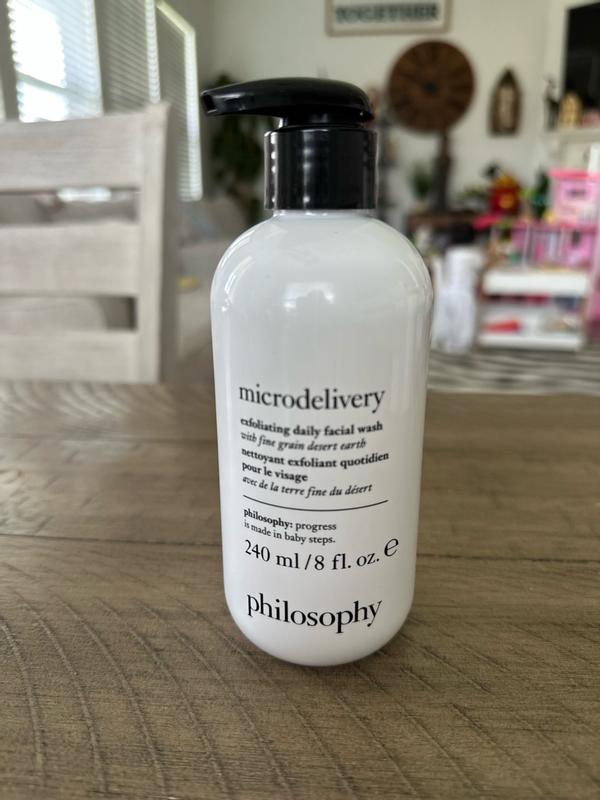 TOGETHER
microdelivery
exfoliating daily facial wash
with fine grain desert earth
nettoyant exfoliant quotidien
pour le visage
avec de la terre fine du désert
philosophy: progress
is made in baby steps.
240 ml/8 fl. oz. ℮
philosophy